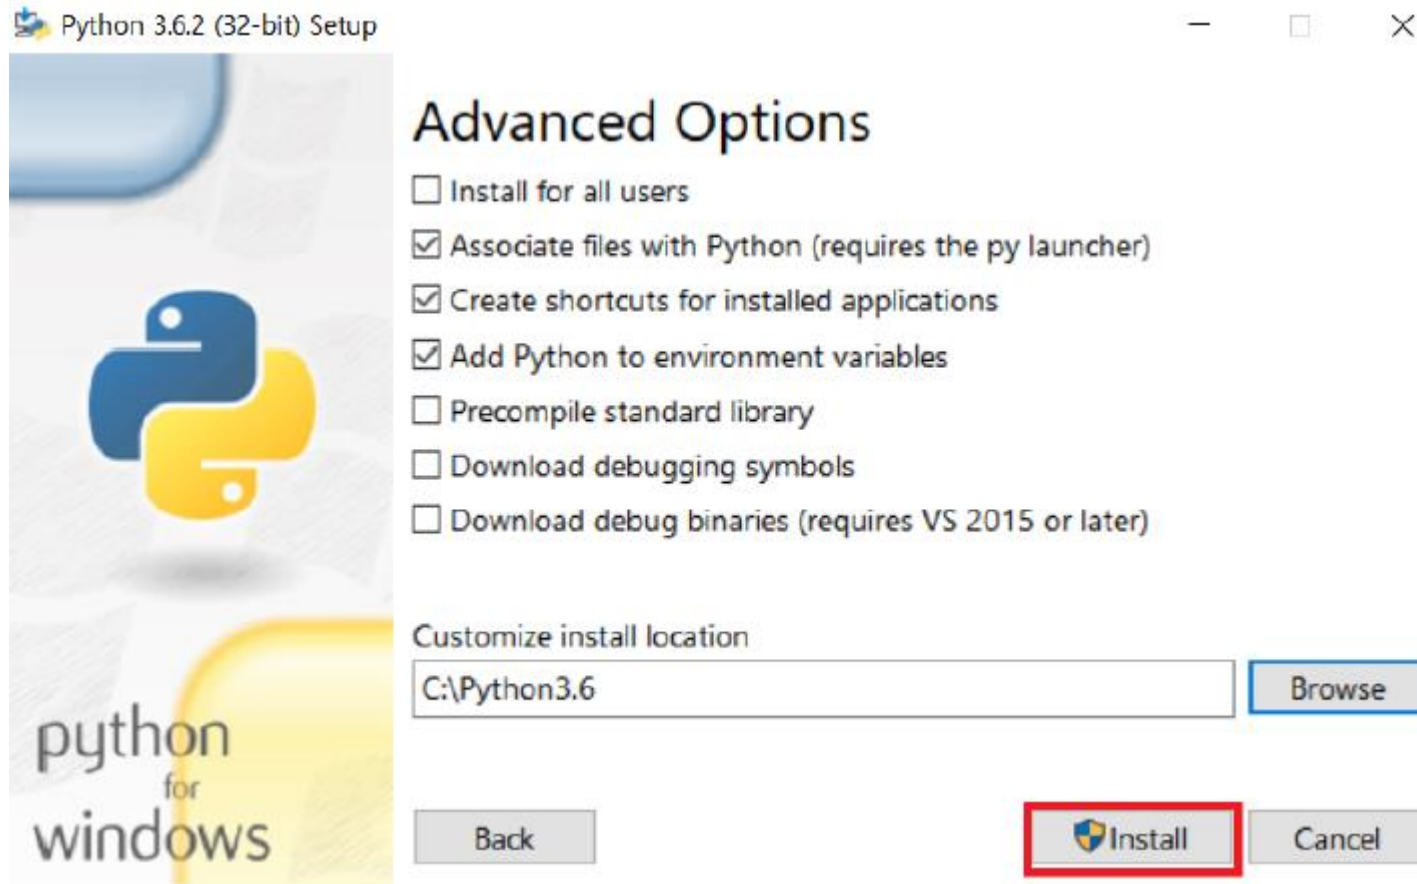 Python 3.6.2 (32-bit) Setup
Advanced Options
Install for all users
Associate files with Python (requires the py launcher)
Create shortcuts for installed applications
Add Python to environment variables
Precompile standard library
Download debugging symbols
Download debug binaries (requires VS 2015 or later)
Customize install location
C:\Python3.6
Browse
python
for
windows
Back
Install
Cancel